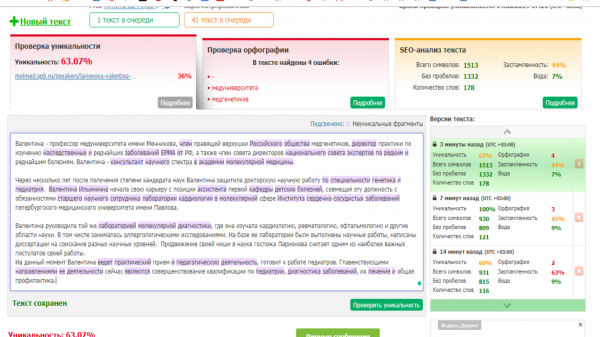 Новый текст
1 текст в очереди
41 текст в очереди
Проверка уникальности
Уникальность: 63.07%
molmed.spb.ru/speakers/larionova-valentina-...
36%
Подробнее
Проверка орфографии
В тексте найдены 4 ошибки:
• -
• медуниверситета
• медгенетиков
Подробнее
SEO-анализ текста
Всего символов: 1513
Заспамленность: 44%
Без пробелов: 1332
Вода: 7%
Количество слов: 178
Подробнее
Подсвечено: Неуникальные фрагменты
Валентина - профессор медуниверситета имени Мечникова, член правящей верхушки Российского общества медгенетиков, директор практики по
изучению наследственных и редчайших заболеваний ЕРМА от РФ, а также член совета директоров национального совета экспертов по редким и
редчайшим болезням. Валентина - консультант научного спектра в академии молекулярной медицины.
Через несколько лет после получения степени кандидата наук Валентина защитила докторскую научную работу по специальности генетика и
педиатрия. Валентина Ильинична начала свою карьеру с позиции ассистента первой кафедры детских болезней, совмещая эту должность с
обязанностями старшего научного сотрудника лаборатории кардиологии в молекулярной сфере Института сердечно-сосудистых заболеваний
петербургского медицинского университета имени Павлова.
Валентина руководила той же лабораторией молекулярной диагностики, где она изучала кардиологию, ревматологию, офтальмологию и другие
области науки. В том числе занималась аллергологическими исследованиями. На базе ее лаборатории были выполнены научные работы, написаны
диссертации на соискание разных научных уровней. Продвижение своей ниши в науке госпожа Ларионова считает одним из наиболее важных
постулатов своей работы.
На данный момент Валентина ведет практический прием и педагогическую деятельность, готовит к работе педиатров. Главенствующими
направлениями ее деятельности сейчас являются совершенствование квалификации по педиатрии, диагностика заболеваний, их лечение и общая
профилактика.
Текст сохранен
Проверить уникальность
Уникальность: 63.07%
Версии текста:
3 минуты назад (UTC +03:00)
Уникальность 63% Орфография 4
Всего символов 1513 Заспамленность 44%
Без пробелов 1332 Вода 7%
Количество слов 178
7 минут назад (UTC +03:00)
Уникальность 100% Орфография 3
Всего символов 930 Заспамленность 45%
Без пробелов 809 Вода 9%
Количество слов 121
14 минут назад (UTC +03:00)
Уникальность 60% Орфография 2
Всего символов 931 Заспамленность 63%
Без пробелов 815 Вода 9%
Количество слов 116
Яндекс.Директ